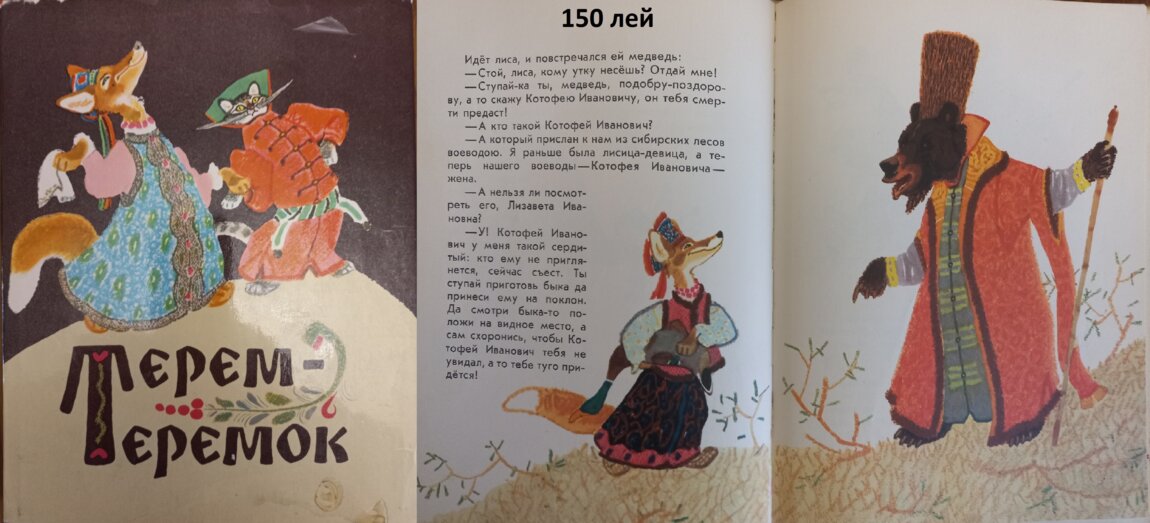 ТЕРЕМ-
ТЕРЕМОК
150 лей
Идёт лиса, и повстречался ей медведь:
—Стой, лиса, кому утку несёшь? Отдай мне!
—Ступай-ка ты, медведь, подобру-поздоро-
ву, а то скажу Котофею Ивановичу, он тебя смер-
ти предаст!
—А кто такой Котофей Иванович?
—А который прислан к нам из сибирских лесов
воеводою. Я раньше была лисица-девица, а те-
перь нашего воеводы—Котофея Ивановича—
жена.
—А нельзя ли посмот-
реть его, Лизавета Ива-
новна?
—У! Котофей Ивано-
вич у меня такой серди-
тый: кто ему не пригля-
нется, сейчас съест. Ты
ступай приготовь быка да
принеси ему на поклон.
Да смотри быка-то по-
ложи на видное место, а
сам схоронись, чтобы Ко-
тофей Иванович тебя не
увидал, а то тебе туго при-
дётся!